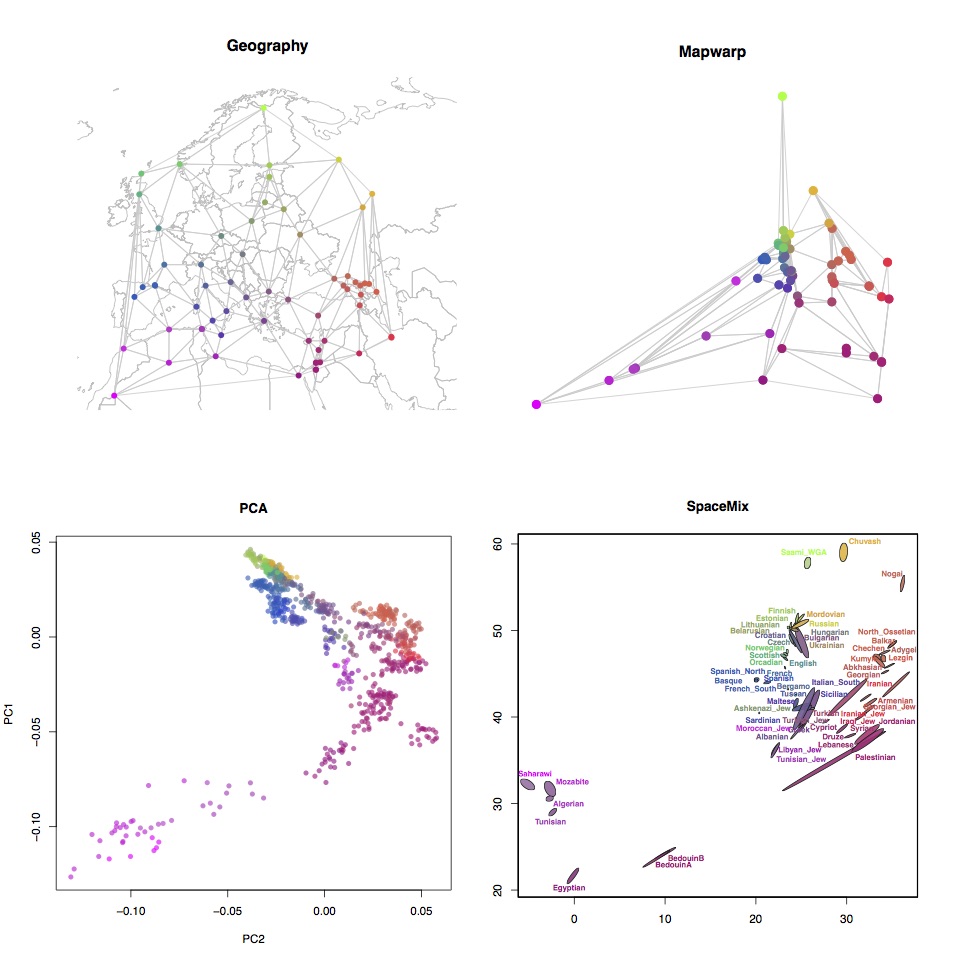 Geography
Mapwarp
PCA
0.05
0.00
−0.05
−0.10
PC1
−0.10
−0.05
0.00
0.05
PC2
SpaceMix
60
50
40
30
20
0
10
20
30
Saami_WGA
Chuvash
Nogai
Finnish
Mordovian
Estonian
Russian
Lithuanian
Belarusian
Hungarian
North_Ossetian
Croatian
Bulgarian
Balkar
Czech
Ukrainian
Norwegian
Chechen
Adygei
Scottish
Kumyk
Lezgin
Orcadian
English
Abkhasian
Spanish_North
French
Georgian
Basque
Spanish
Italian_South
Iranian
French_South
Bergamo
Tuscan
Sicilian
Maltese
Armenian
Ashkenazi_Jew
Georgian_Jew
Turkish
Iranian_Jew
Sardinian
Iraqi_Jew
Jordanian
Moroccan_Jew
Greek
Cypriot
Syrian
Albanian
Druze
Libyan_Jew
Lebanese
Tunisian_Jew
Palestinian
Saharawi
Mozabite
Algerian
Tunisian
BedouinB
BedouinA
Egyptian